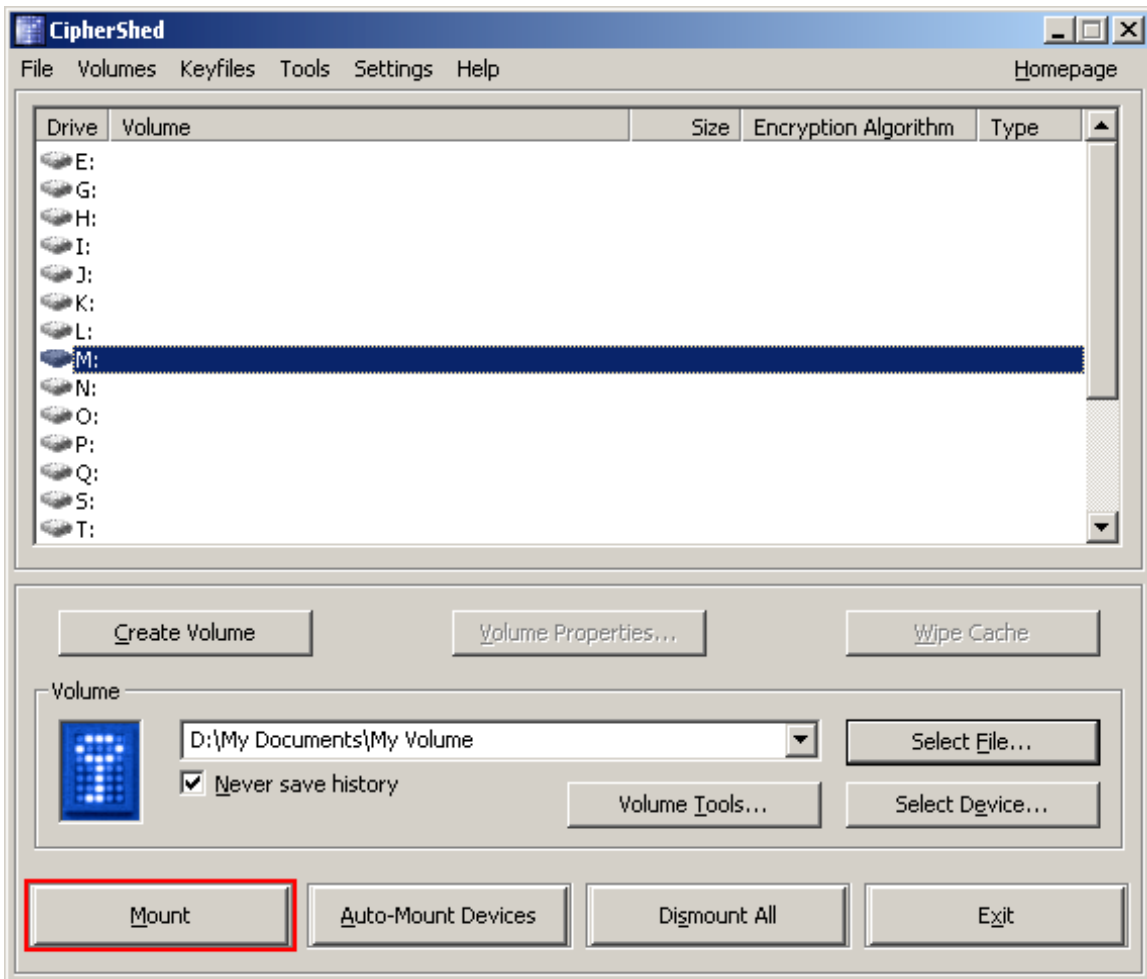 CipherShed
File Volumes Keyfiles Tools Settings Help Homepage
Drive Volume Size Encryption Algorithm Type
E:
G:
H:
I:
J:
K:
L:
M:
N:
O:
P:
Q:
S:
T:
Create Volume Volume Properties... Wipe Cache
Volume
D:\My Documents\My Volume Select File...
Never save history
Volume Tools... Select Device...
Mount Auto-Mount Devices Dismount All Exit